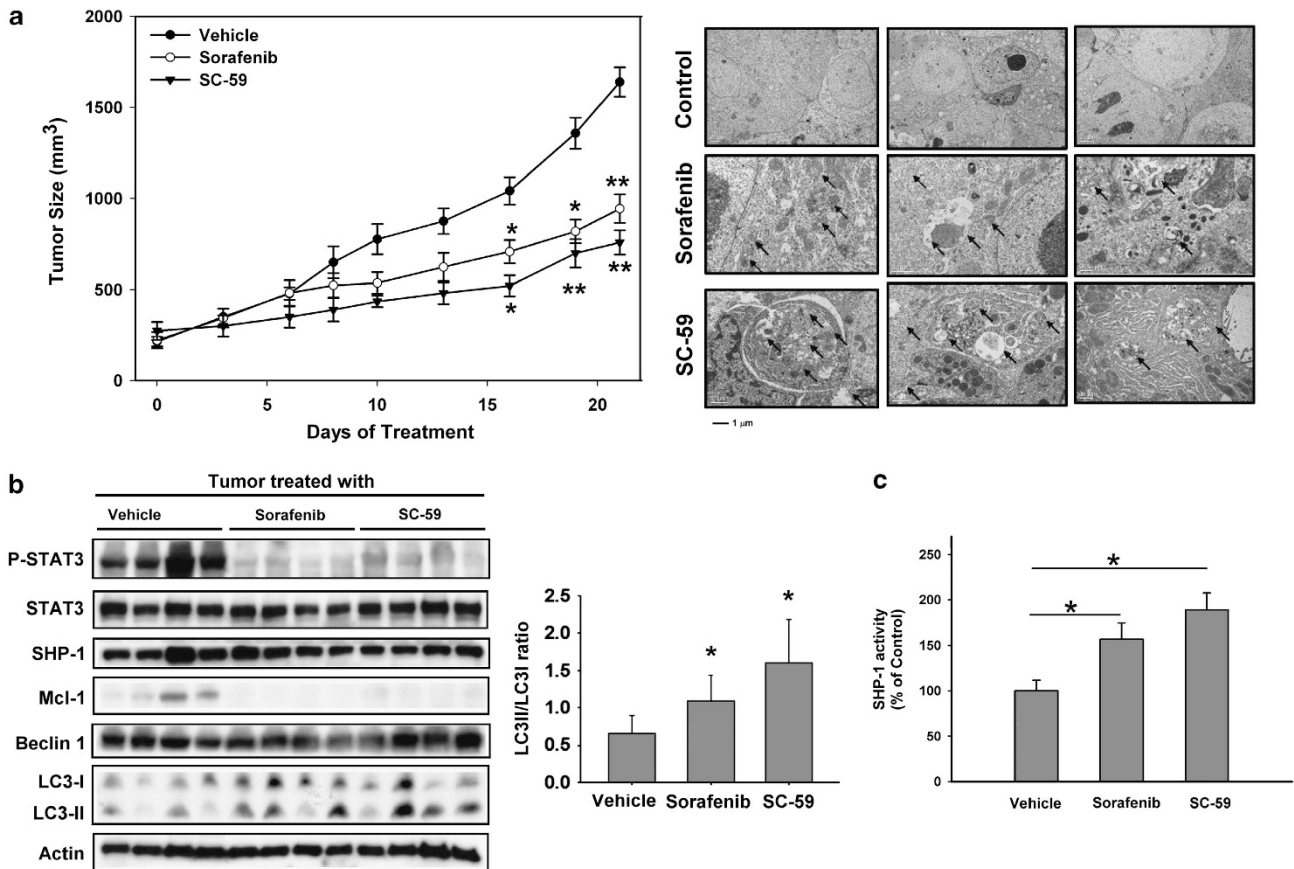 a
2000
1500
1000
500
0
Tumor Size (mm3)
Vehicle
Sorafenib
SC-59
*
*
**
*
**
**
0 5 10 15 20
Days of Treatment
Control
Sorafenib
SC-59
1 µm
b
Tumor treated with
Vehicle Sorafenib SC-59
P-STAT3
STAT3
SHP-1
Mcl-1
Beclin 1
LC3-I
LC3-II
Actin
LC3II/LC3I ratio
2.5
2.0
1.5
1.0
0.5
0.0
*
*
Vehicle Sorafenib SC-59
c
SHP-1 activity
(% of Control)
250
200
150
100
50
0
*
*
Vehicle Sorafenib SC-59